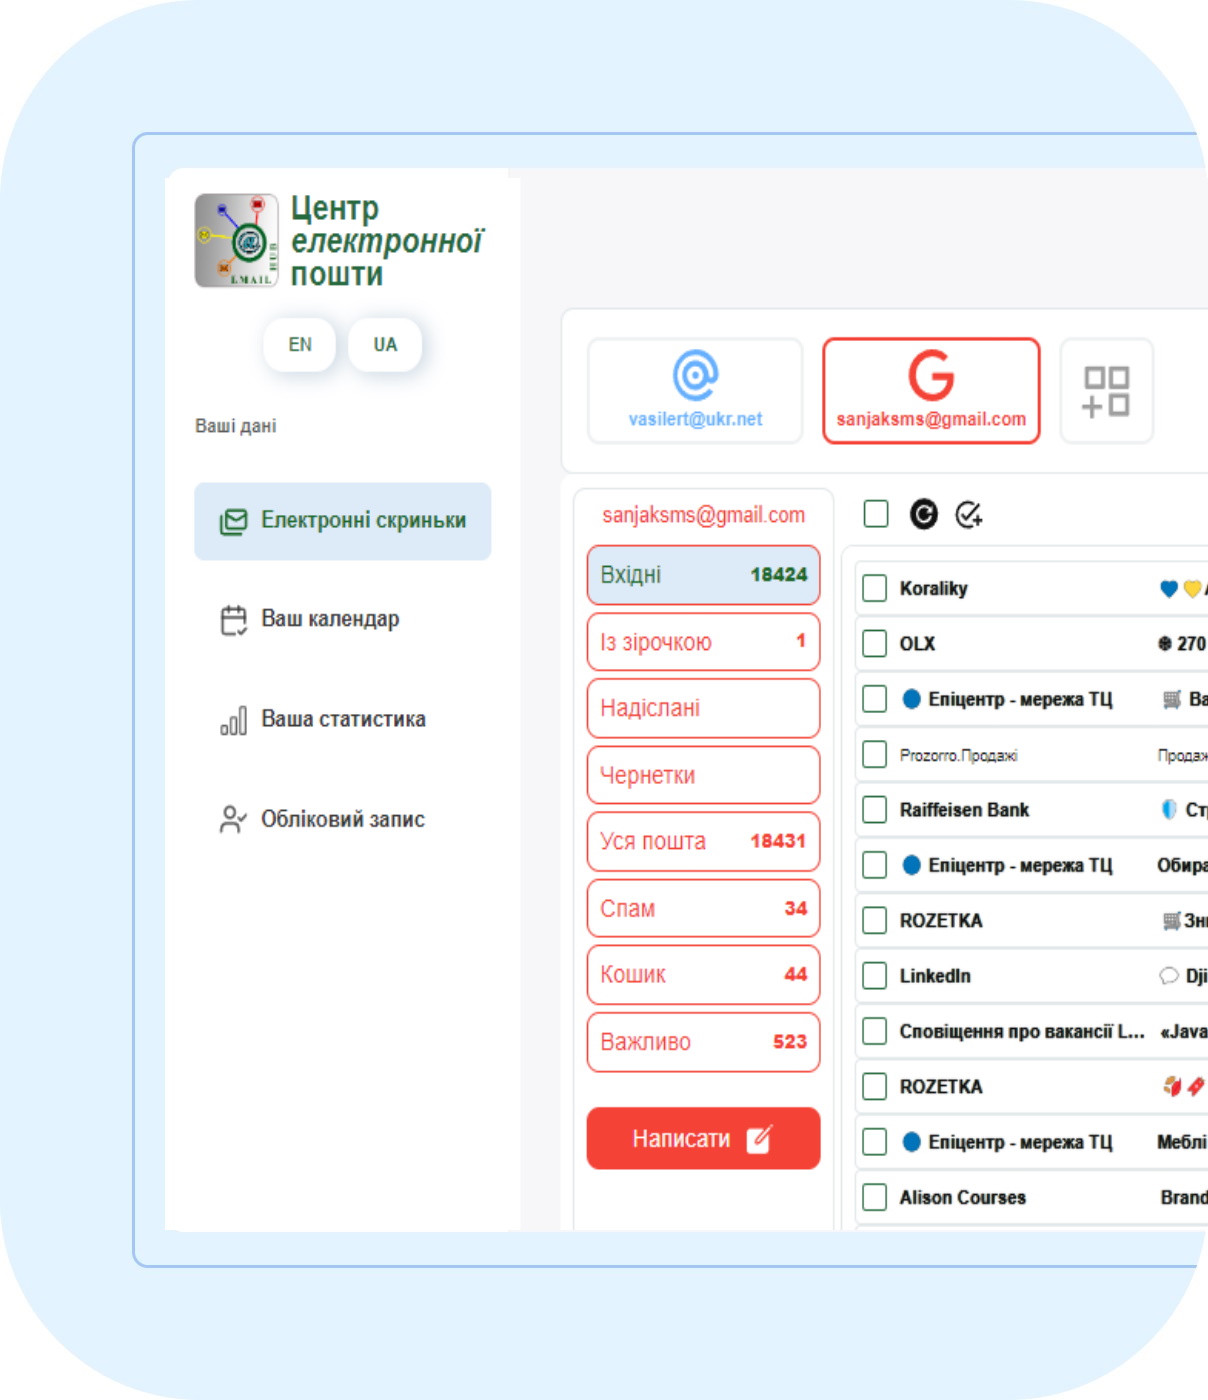 Центр
електронної
пошти
EMAIL
HUB
EN
UA
Ваші дані
Електронні скриньки
Ваш календар
Ваша статистика
Обліковий запис
vasilert@ukr.net
sanjaksms@gmail.com
sanjaksms@gmail.com
Вхідні 18424
Із зірочкою 1
Надіслані
Чернетки
Уся пошта 18431
Спам 34
Кошик 44
Важливо 523
Написати
Koraliky
OLX ❄ 270
Епіцентр - мережа ТЦ 🛒 Ва
Prozorro.Продажі Продаж
Raiffeisen Bank Ст
Епіцентр - мережа ТЦ Обира
ROZETKA 🛒 Зни
LinkedIn Dji
Сповіщення про вакансії L... «Java
ROZETKA
Епіцентр - мережа ТЦ Меблі
Alison Courses Brand